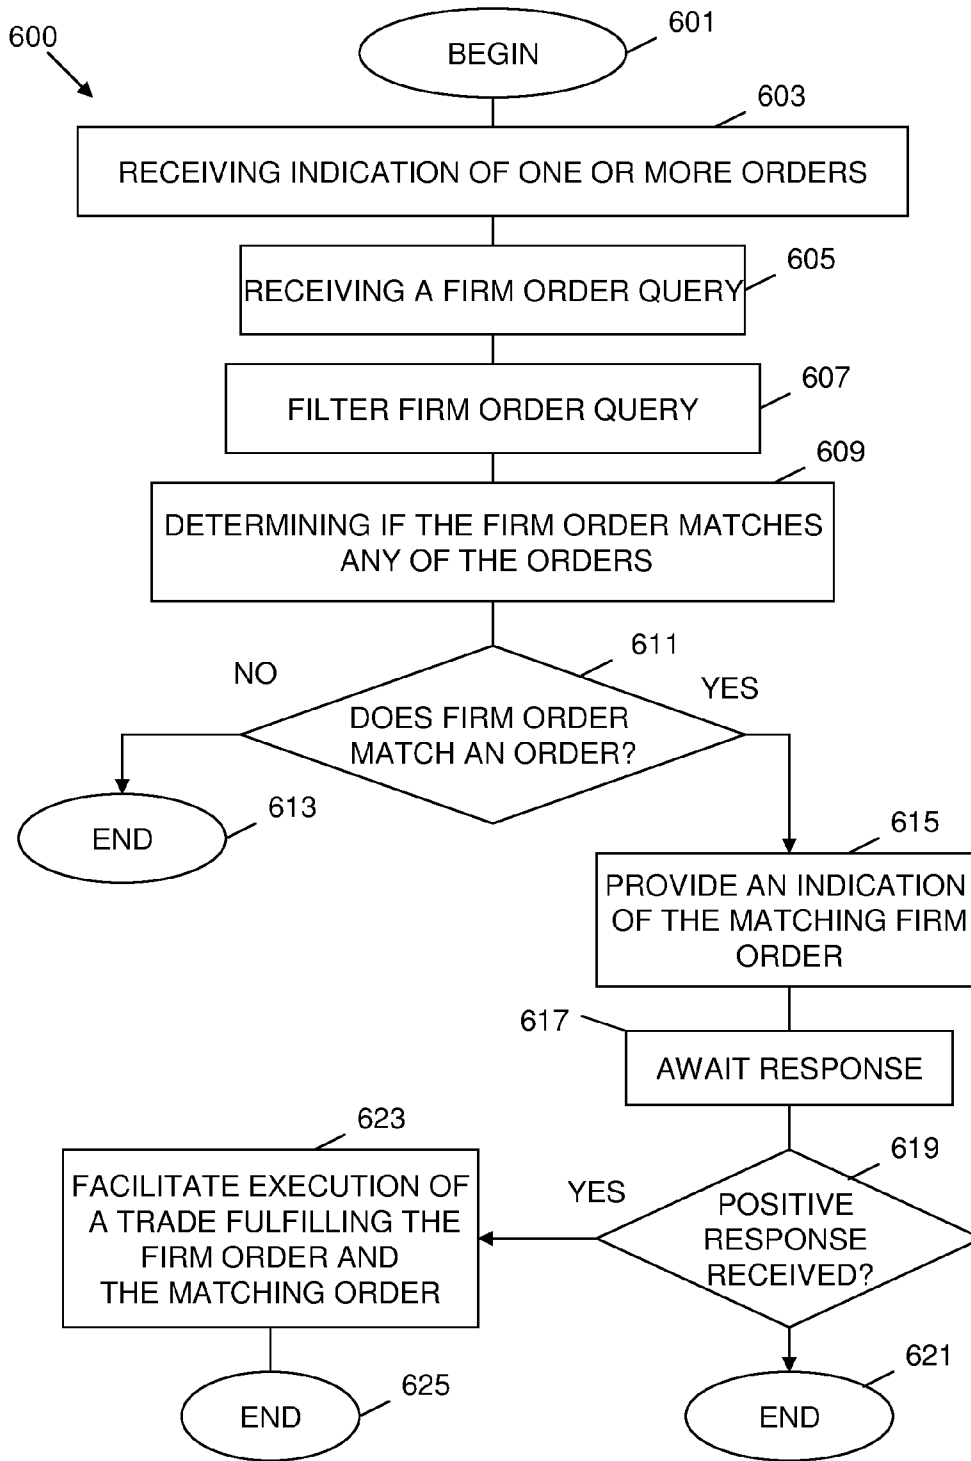 600
BEGIN
601
603
RECEIVING INDICATION OF ONE OR MORE ORDERS
605
RECEIVING A FIRM ORDER QUERY
607
FILTER FIRM ORDER QUERY
609
DETERMINING IF THE FIRM ORDER MATCHES
ANY OF THE ORDERS
611
NO
YES
DOES FIRM ORDER
MATCH AN ORDER?
613
END
615
PROVIDE AN INDICATION
OF THE MATCHING FIRM
ORDER
617
AWAIT RESPONSE
619
POSITIVE
RESPONSE
RECEIVED?
YES
623
FACILITATE EXECUTION OF
A TRADE FULFILLING THE
FIRM ORDER AND
THE MATCHING ORDER
621
END
625
END